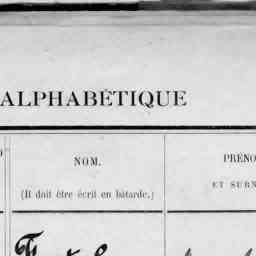 ALPHABÉTIQUE
NOM.
PRÉNO
(Il doit être écrit en bâtarde.)
ET SURN